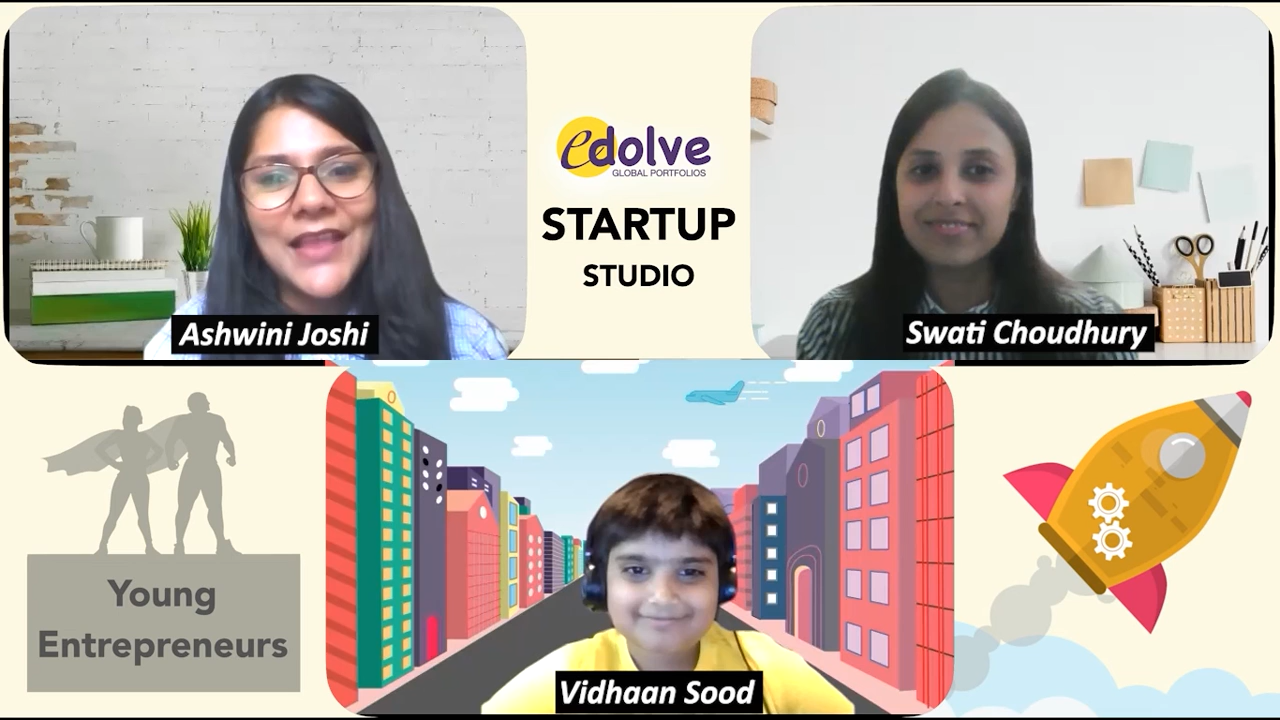 edolve
GLOBAL PORTFOLIOS
STARTUP
STUDIO
Ashwini Joshi
Swati Choudhury
Young
Entrepreneurs
Vidhaan Sood